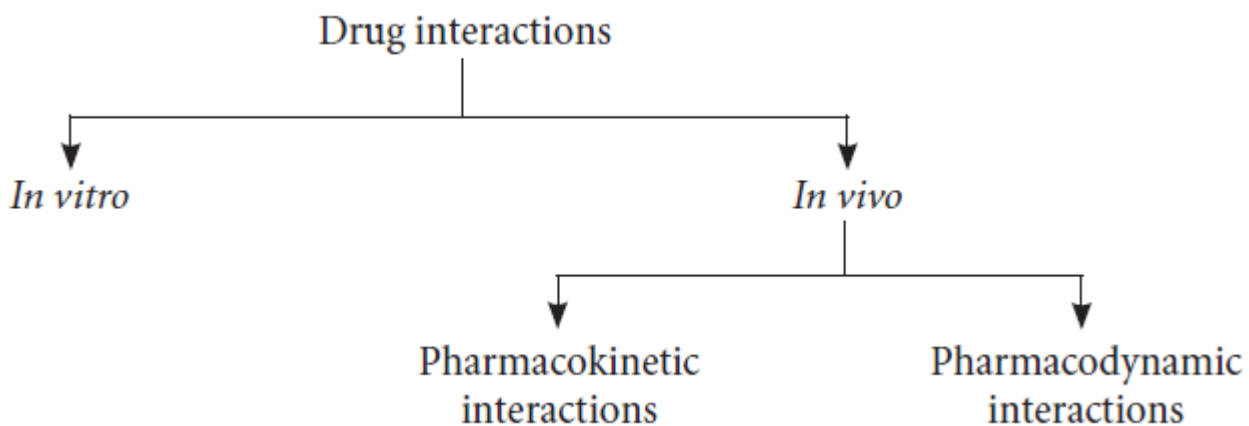 Drug interactions
In vitro
In vivo
Pharmacokinetic
interactions
Pharmacodynamic
interactions